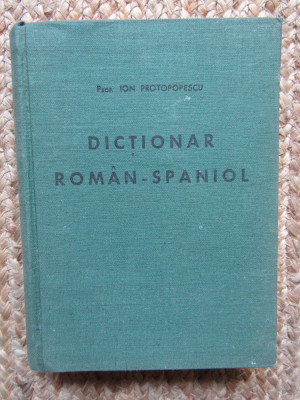 Prof. ION PROTOPOPESCU
DICȚIONAR
ROMÂN-SPANIOL